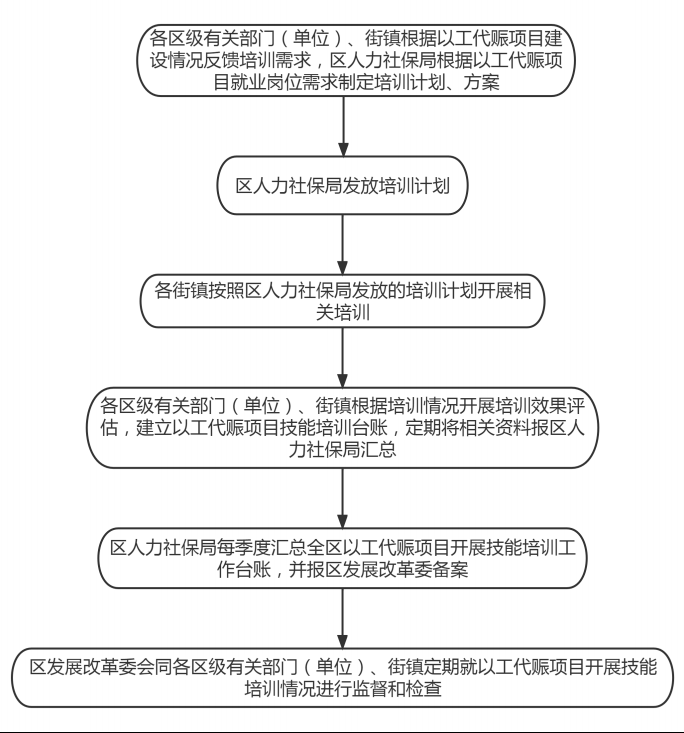 各区级有关部门（单位）、街镇根据以工代赈项目建
设情况反馈培训需求，区人力社保局根据以工代赈项
目就业岗位需求制定培训计划、方案
区人力社保局发放培训计划
各街镇按照区人力社保局发放的培训计划开展相
关培训
各区级有关部门（单位）、街镇根据培训情况开展培训效果评
估，建立以工代赈项目技能培训台账，定期将相关资料报区人
力社保局汇总
区人力社保局每季度汇总全区以工代赈项目开展技能培训工
作台账，并报区发展改革委备案
区发展改革委会同各区级有关部门（单位）、街镇定期就以工代赈项目开展技能
培训情况进行监督和检查